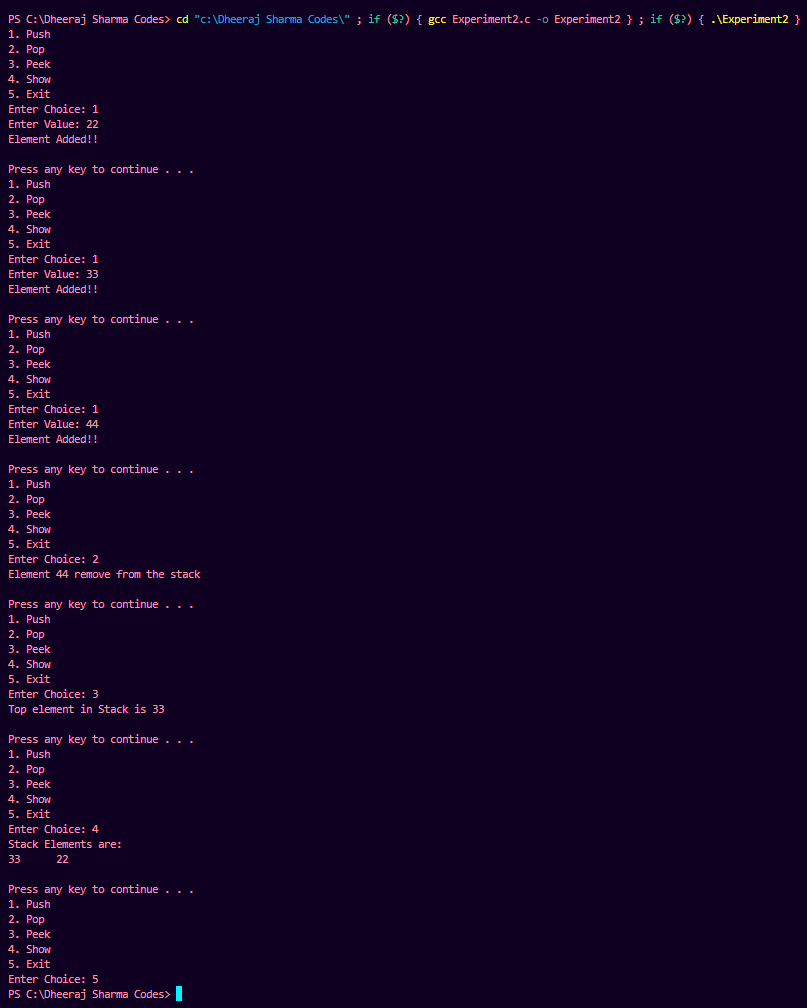 PS C:\Dheeraj Sharma Codes> cd "c:\Dheeraj Sharma Codes\" ; if ($?) { gcc Experiment2.c -o Experiment2 } ; if ($?) { .\Experiment2 }
1. Push
2. Pop
3. Peek
4. Show
5. Exit
Enter Choice: 1
Enter Value: 22
Element Added!!

Press any key to continue . . .
1. Push
2. Pop
3. Peek
4. Show
5. Exit
Enter Choice: 1
Enter Value: 33
Element Added!!

Press any key to continue . . .
1. Push
2. Pop
3. Peek
4. Show
5. Exit
Enter Choice: 1
Enter Value: 44
Element Added!!

Press any key to continue . . .
1. Push
2. Pop
3. Peek
4. Show
5. Exit
Enter Choice: 2
Element 44 remove from the stack

Press any key to continue . . .
1. Push
2. Pop
3. Peek
4. Show
5. Exit
Enter Choice: 3
Top element in Stack is 33

Press any key to continue . . .
1. Push
2. Pop
3. Peek
4. Show
5. Exit
Enter Choice: 4
Stack Elements are:
33      22

Press any key to continue . . .
1. Push
2. Pop
3. Peek
4. Show
5. Exit
Enter Choice: 5
PS C:\Dheeraj Sharma Codes>